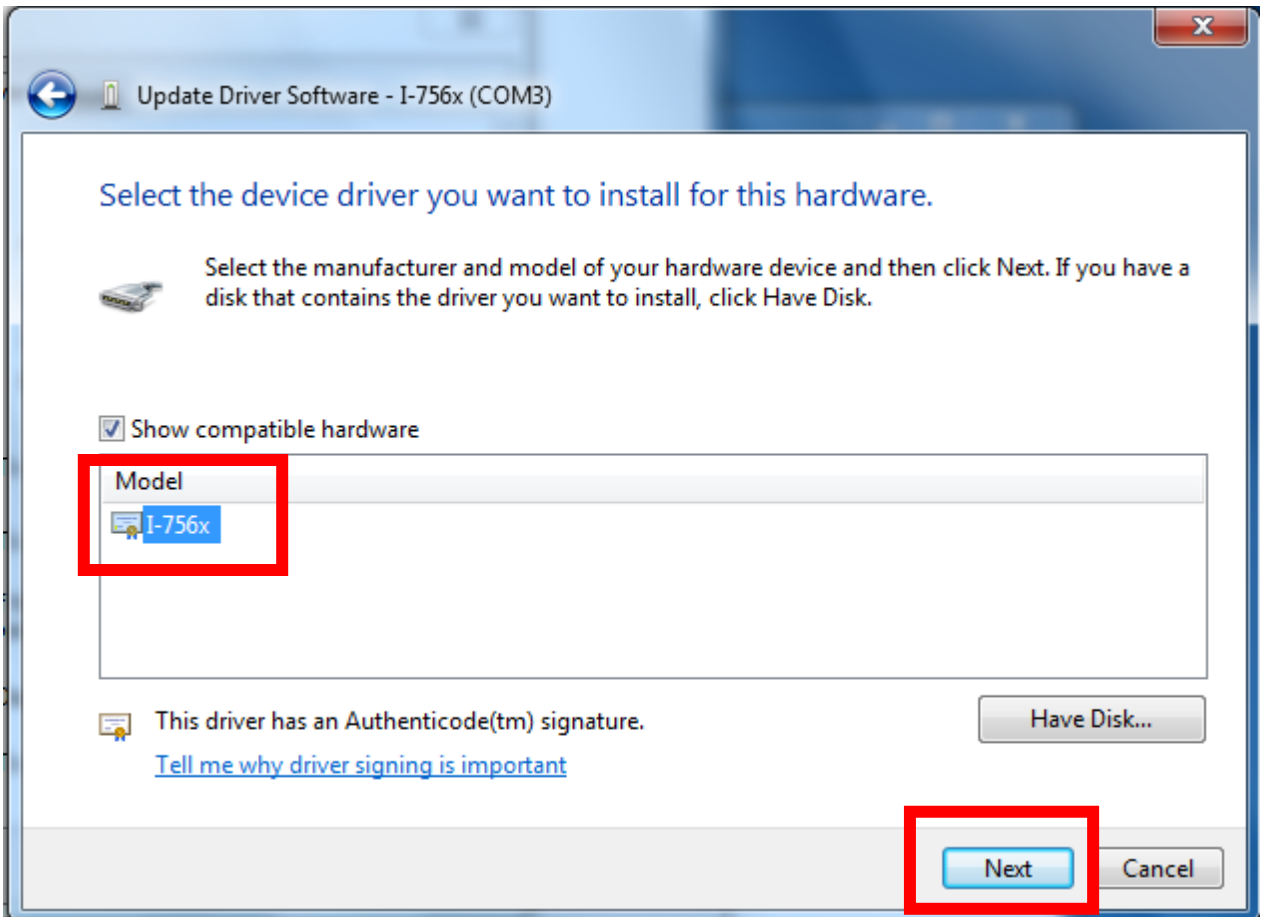 Update Driver Software - I-756x (COM3)
Select the device driver you want to install for this hardware.
Select the manufacturer and model of your hardware device and then click Next. If you have a
disk that contains the driver you want to install, click Have Disk.
Show compatible hardware
Model
I-756x
This driver has an Authenticode(tm) signature.
Have Disk...
Tell me why driver signing is important
Next
Cancel